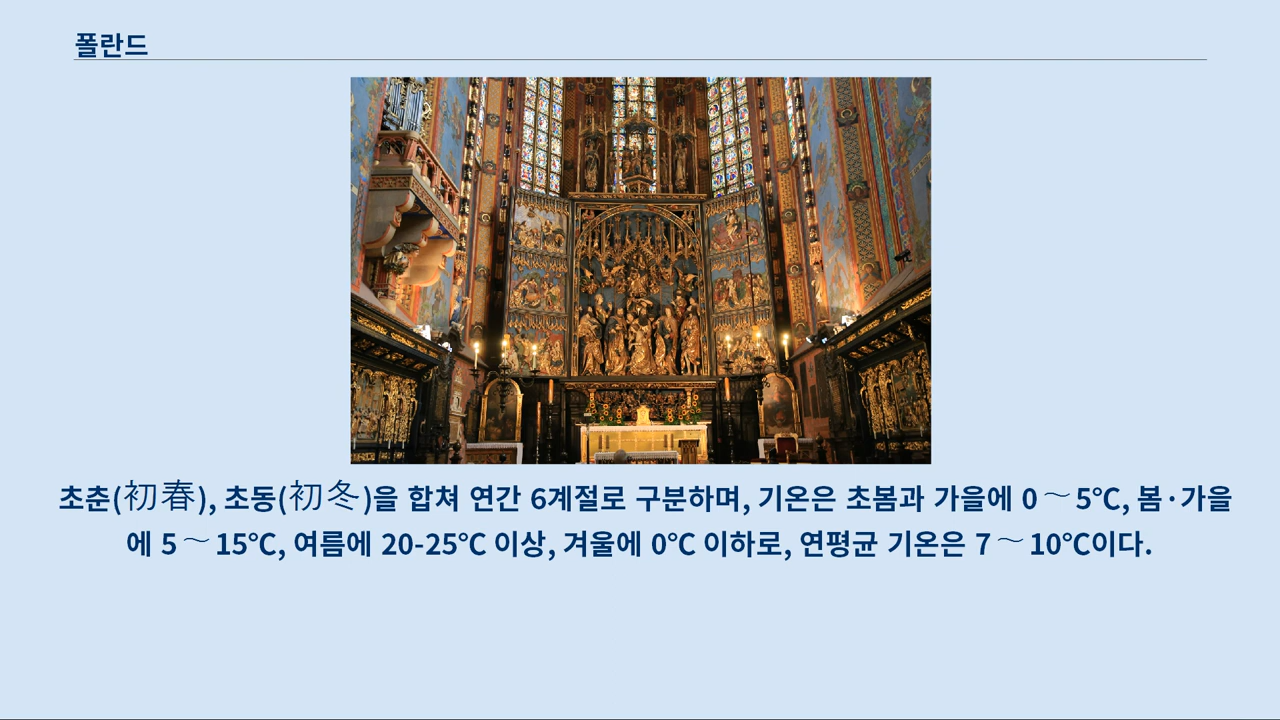 폴란드
초춘(初春), 초동(初冬)을 합쳐 연간 6계절로 구분하며, 기온은 초봄과 가을에 0～5℃, 봄·가을
에 5～15℃, 여름에 20-25℃ 이상, 겨울에 0℃ 이하로, 연평균 기온은 7～10℃이다.